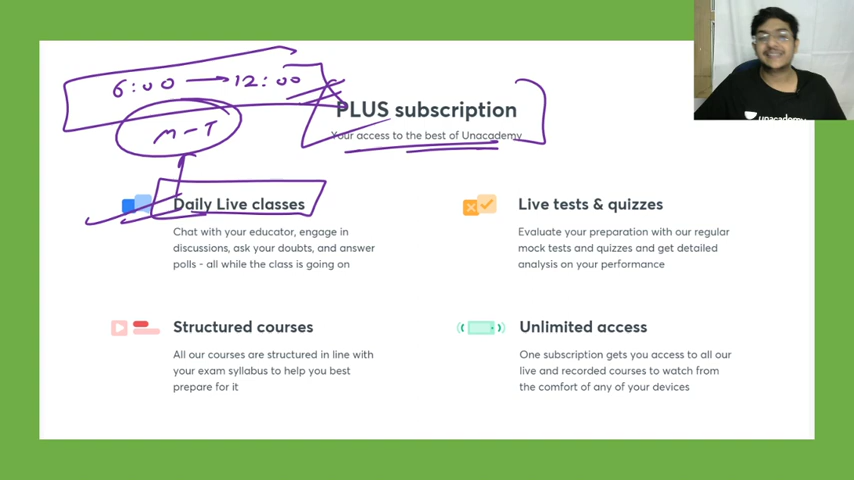 6:00 → 12:00
M-T
PLUS subscription
Your access to the best of Unacademy
Daily Live classes
Chat with your educator, engage in
discussions, ask your doubts, and answer
polls - all while the class is going on
Live tests & quizzes
Evaluate your preparation with our regular
mock tests and quizzes and get detailed
analysis on your performance
Structured courses
All our courses are structured in line with
your exam syllabus to help you best
prepare for it
Unlimited access
One subscription gets you access to all our
live and recorded courses to watch from
the comfort of any of your devices
unacademy